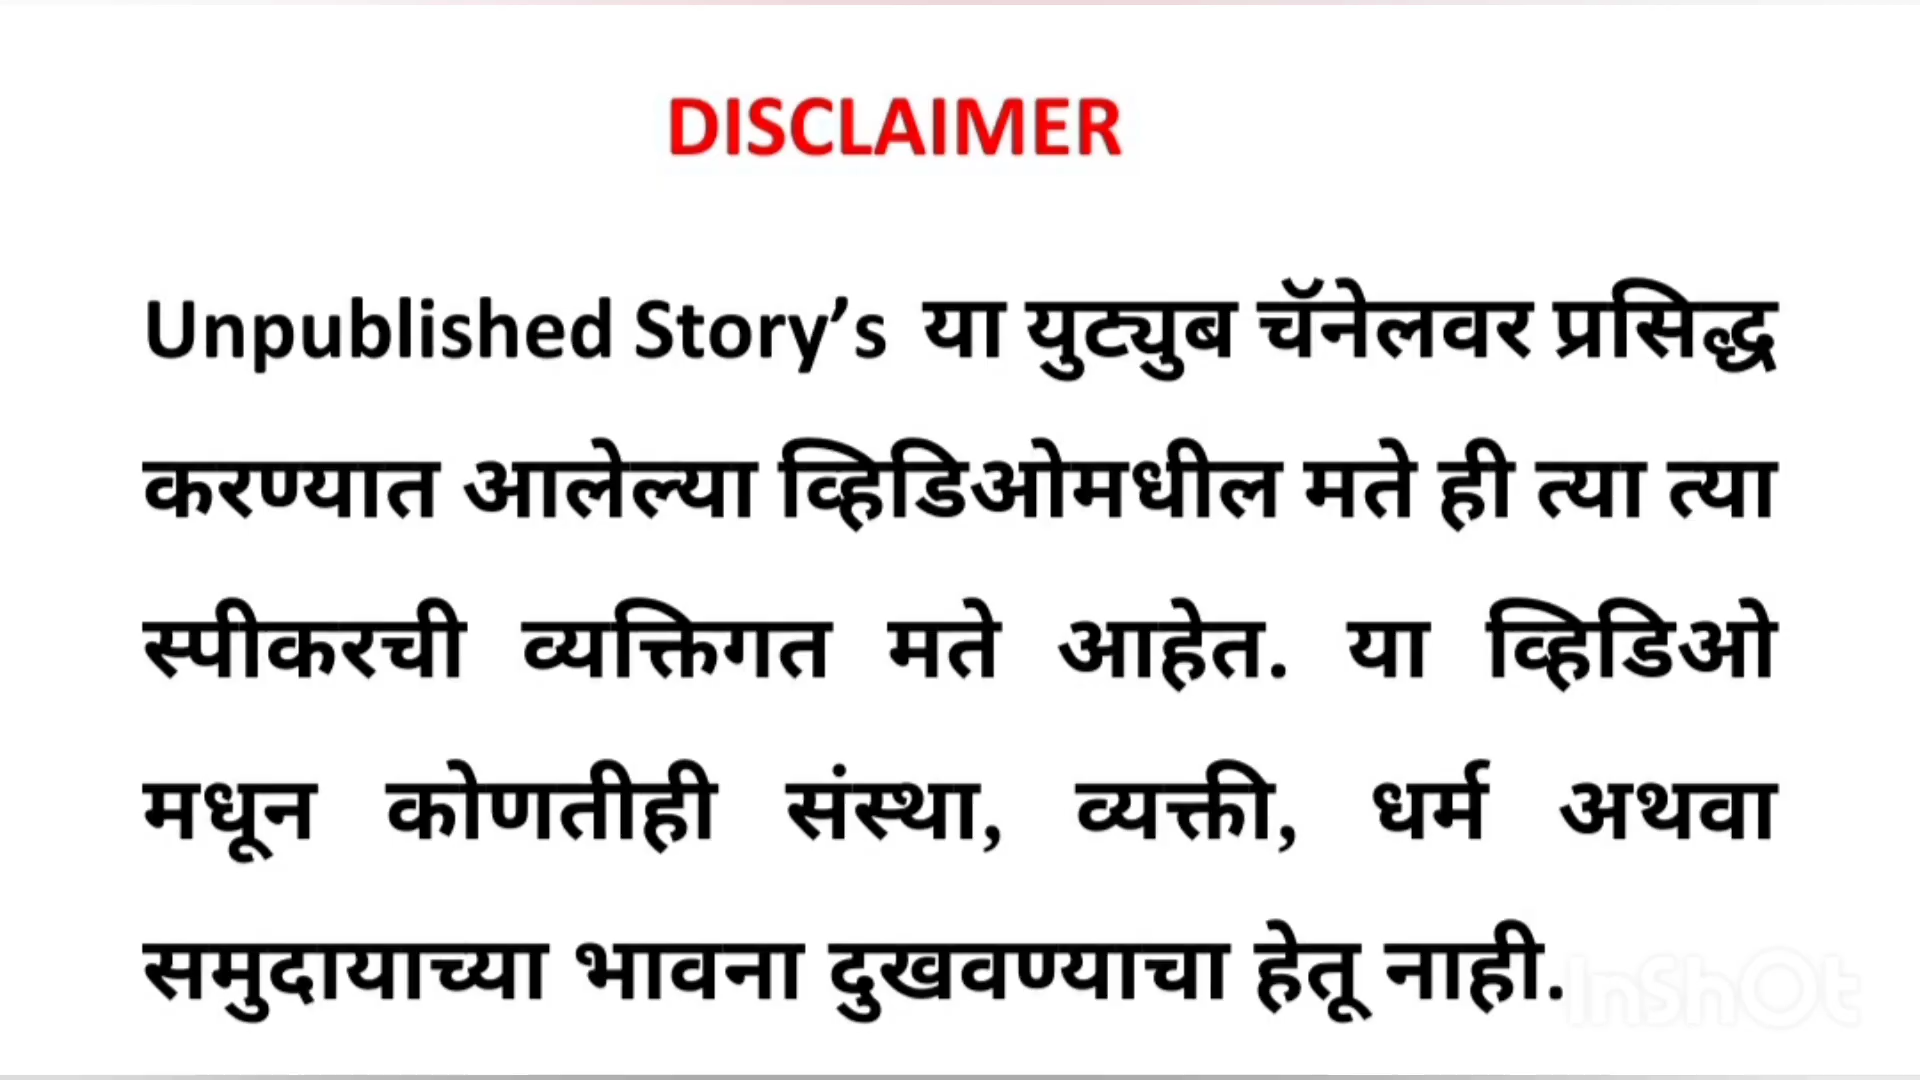 DISCLAIMER
Unpublished Story’s या युट्युब चॅनेलवर प्रसिद्ध
करण्यात आलेल्या व्हिडिओमधील मते ही त्या त्या
स्पीकरची व्यक्तिगत मते आहेत. या व्हिडिओ
मधून कोणतीही संस्था, व्यक्ती, धर्म अथवा
समुदायाच्या भावना दुखवण्याचा हेतू नाही.
InShOt